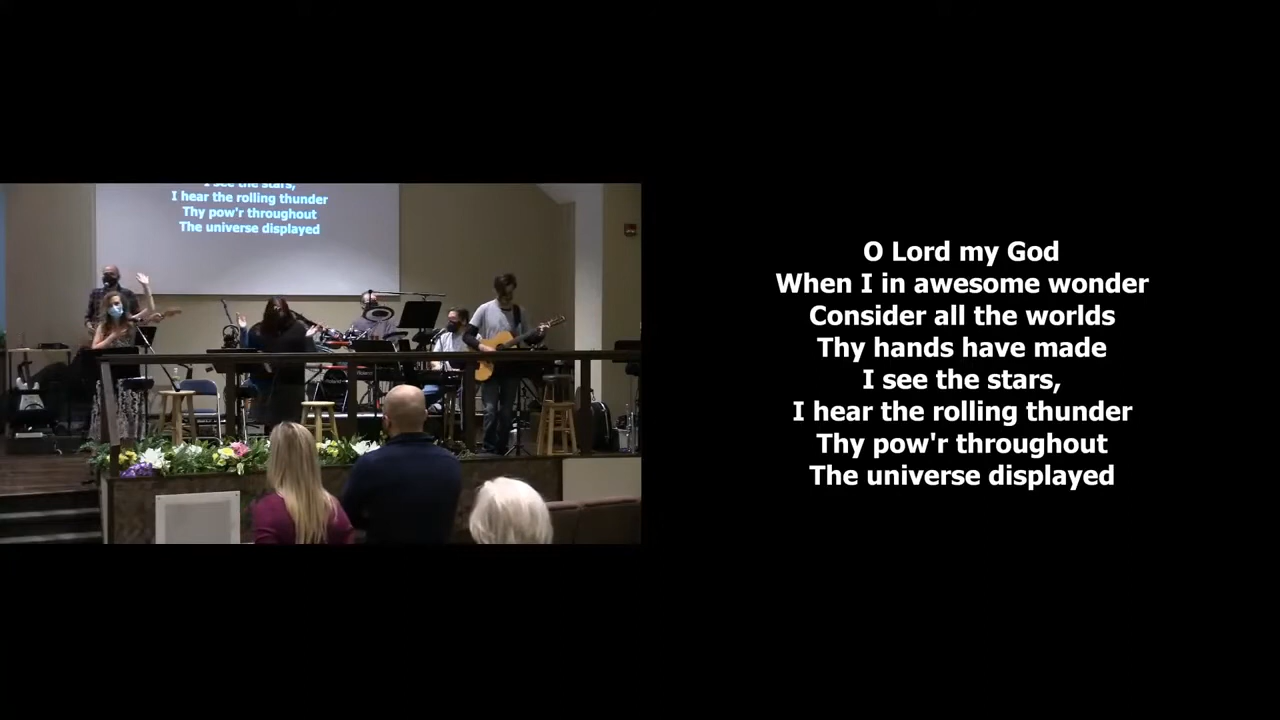 I see the stars,
I hear the rolling thunder
Thy pow'r throughout
The universe displayed
O Lord my God
When I in awesome wonder
Consider all the worlds
Thy hands have made
I see the stars,
I hear the rolling thunder
Thy pow'r throughout
The universe displayed